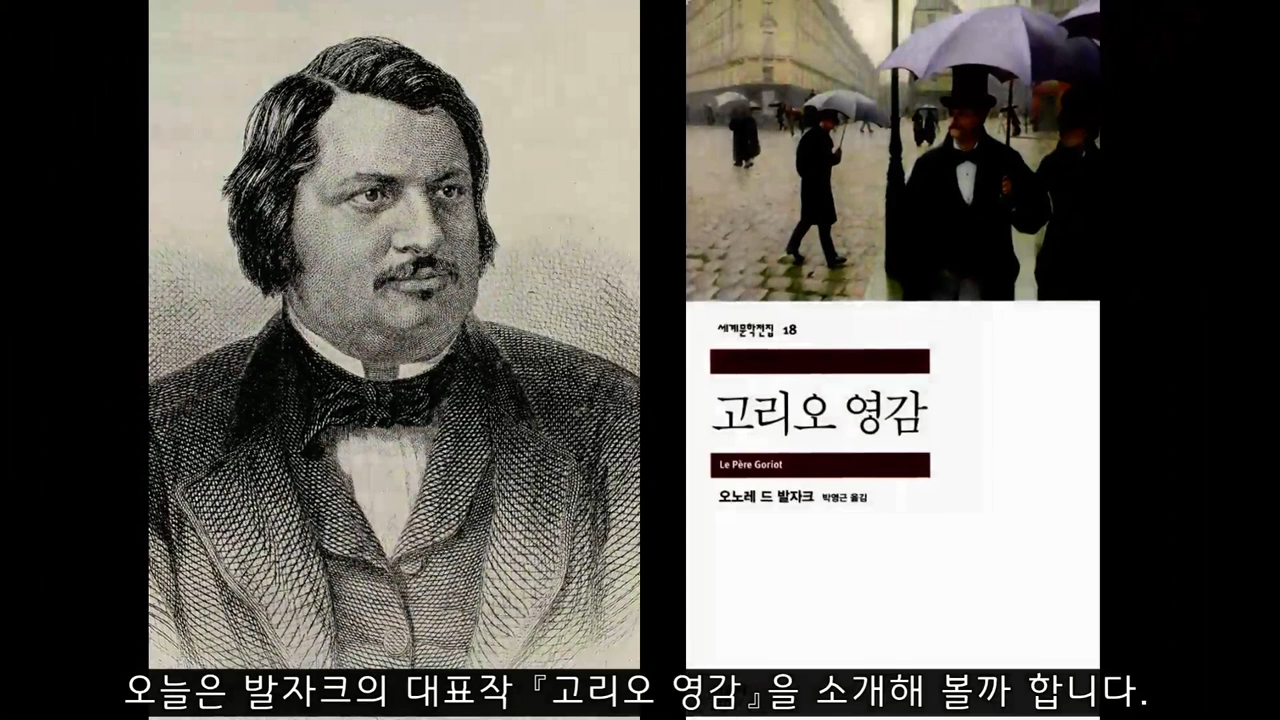 세계문학전집 18
고리오 영감
Le Père Goriot
오노레 드 발자크 박영근 옮김
오늘은 발자크의 대표작 『고리오 영감』을 소개해 볼까 합니다.